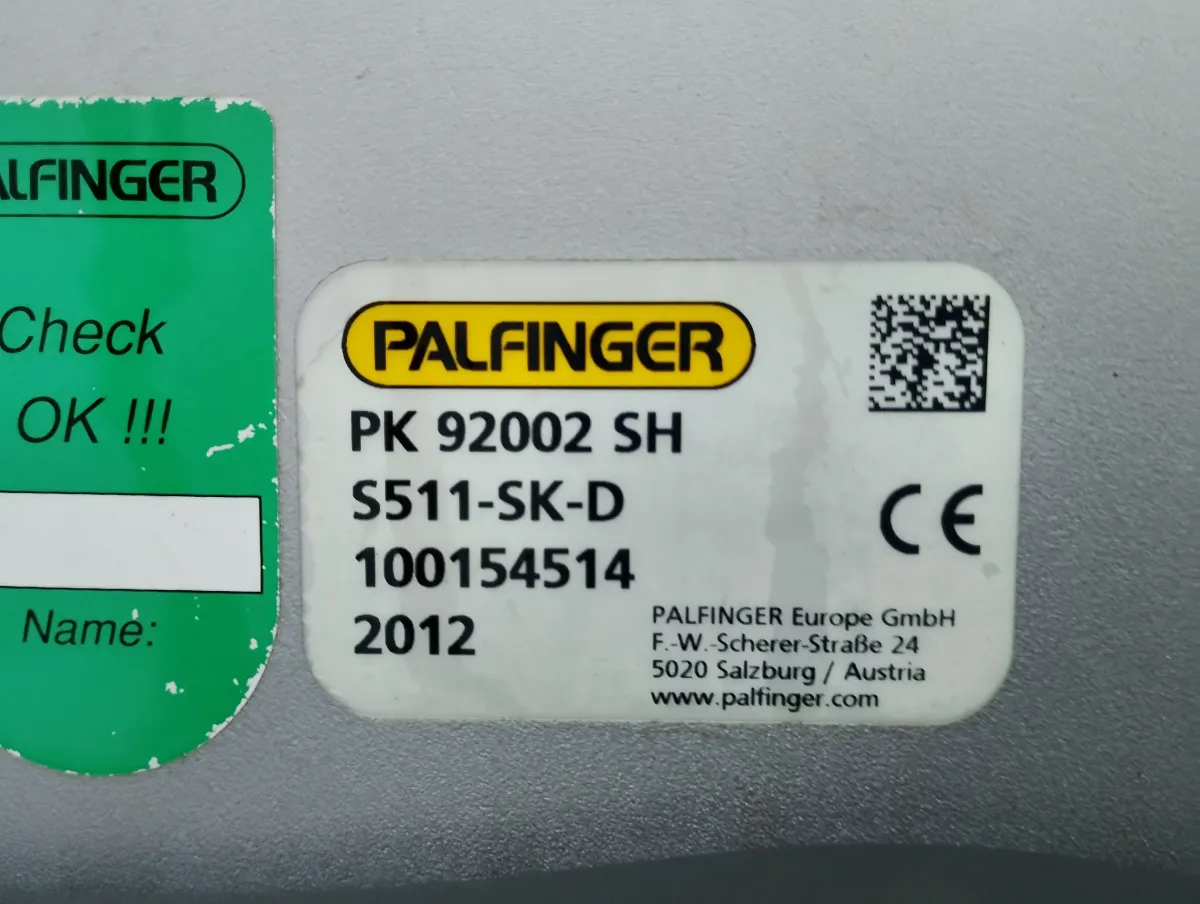 ALFINGER
Check
OK !!!
Name:
PALFINGER
PK 92002 SH
S511-SK-D
100154514
2012
CE
PALFINGER Europe GmbH
F.-W.-Scherer-Straße 24
5020 Salzburg / Austria
www.palfinger.com